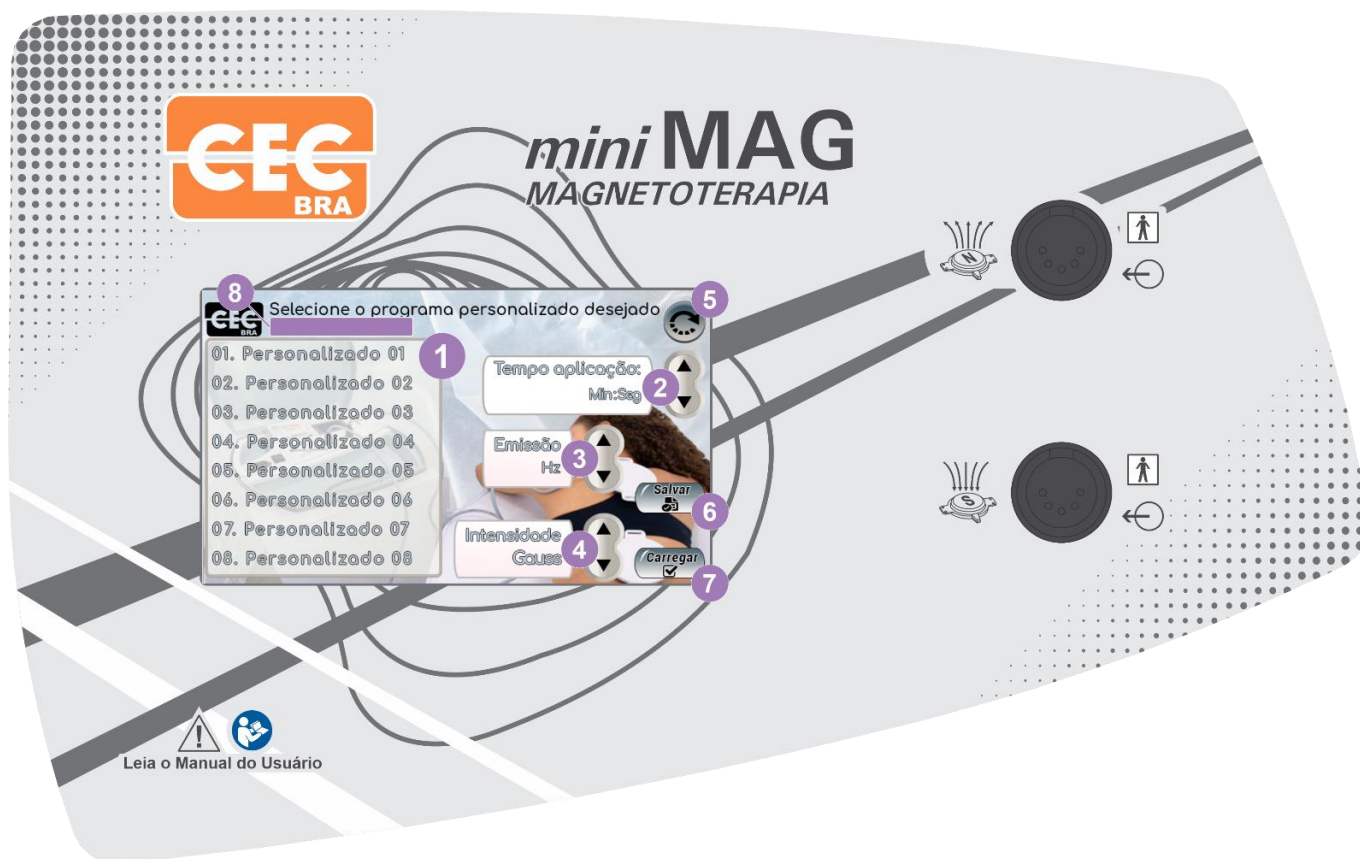 CEC
BRA
mini MAG
MAGNETOTERAPIA
N
8
Selecione o programa personalizado desejado
5
CEC
BRA
01. Personalizado 01
1
02. Personalizado 02
03. Personalizado 03
04. Personalizado 04
05. Personalizado 05
06. Personalizado 06
07. Personalizado 07
08. Personalizado 08
Tempo aplicação:
Min:Seg
2
Emissão
Hz
3
Salvar
6
Intensidade
Gauss
4
Carregar
7
S
Leia o Manual do Usuário